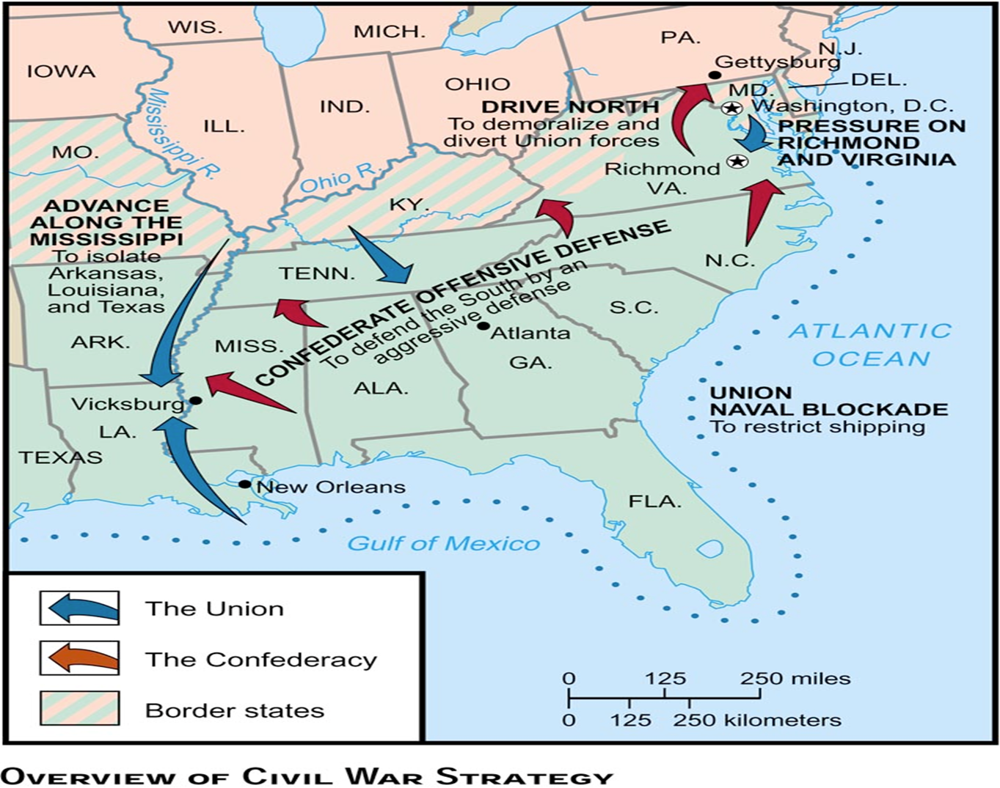 WIS.
MICH.
PA.
N.J.
IOWA
Gettysburg
OHIO
DEL.
MD.
IND.
DRIVE NORTH
To demoralize and
divert Union forces
Washington, D.C.
ILL.
PRESSURE ON
RICHMOND
AND VIRGINIA
Mississippi R.
MO.
Ohio R.
Richmond
VA.
KY.
ADVANCE
ALONG THE
MISSISSIPPI
To isolate
Arkansas,
Louisiana,
and Texas
TENN.
N.C.
CONFEDERATE OFFENSIVE DEFENSE
To defend the South by an
aggressive defense
S.C.
ATLANTIC
OCEAN
ARK.
MISS.
Atlanta
GA.
ALA.
UNION
NAVAL BLOCKADE
To restrict shipping
Vicksburg
LA.
TEXAS
New Orleans
FLA.
Gulf of Mexico
The Union
The Confederacy
Border states
0 125 250 miles
0 125 250 kilometers
OVERVIEW OF CIVIL WAR STRATEGY